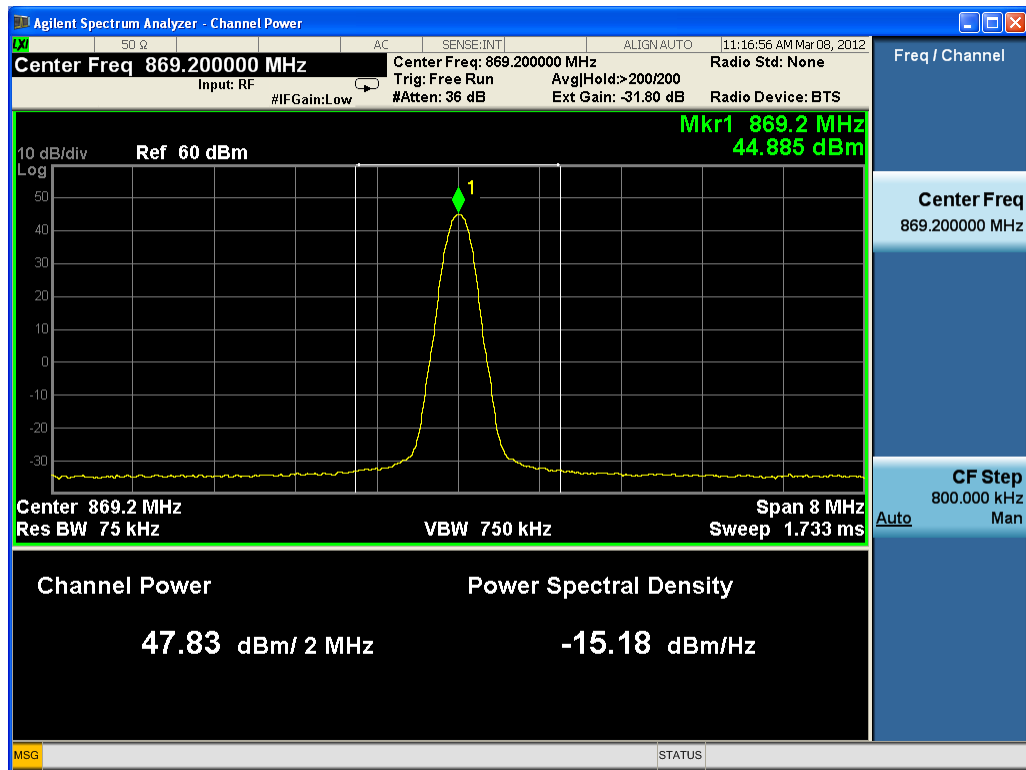 Agilent Spectrum Analyzer - Channel Power
LXI 50 Ω AC SENSE:INT ALIGN AUTO 11:16:56 AM Mar 08, 2012
Center Freq 869.200000 MHz
Input: RF
#IFGain:Low
Center Freq: 869.200000 MHz
Trig: Free Run Avg|Hold:>200/200
#Atten: 36 dB Ext Gain: -31.80 dB
Radio Std: None
Radio Device: BTS
Mkr1 869.2 MHz
44.885 dBm
10 dB/div Ref 60 dBm
Log
1
50
40
30
20
10
0
-10
-20
-30
Center 869.2 MHz Span 8 MHz
Res BW 75 kHz VBW 750 kHz Sweep 1.733 ms
Channel Power Power Spectral Density
47.83 dBm/ 2 MHz -15.18 dBm/Hz
MSG STATUS
Freq / Channel
Center Freq
869.200000 MHz
CF Step
800.000 kHz
Auto Man